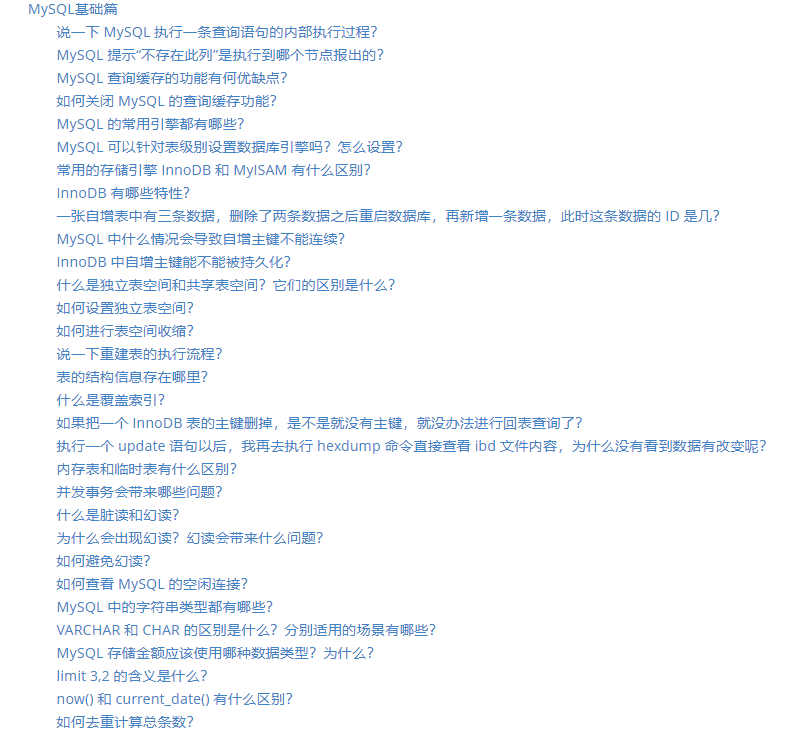 MySQL基础篇
说一下 MySQL 执行一条查询语句的内部执行过程？
MySQL 提示“不存在此列”是执行到哪个节点报出的？
MySQL 查询缓存的功能有何优缺点？
如何关闭 MySQL 的查询缓存功能？
MySQL 的常用引擎都有哪些？
MySQL 可以针对表级别设置数据库引擎吗？怎么设置？
常用的存储引擎 InnoDB 和 MyISAM 有什么区别？
InnoDB 有哪些特性？
一张自增表中有三条数据，删除了两条数据之后重启数据库，再新增一条数据，此时这条数据的 ID 是几？
MySQL 中什么情况会导致自增主键不能连续？
InnoDB 中自增主键能不能被持久化？
什么是独立表空间和共享表空间？它们的区别是什么？
如何设置独立表空间？
如何进行表空间收缩？
说一下重建表的执行流程？
表的结构信息存在哪里？
什么是覆盖索引？
如果把一个 InnoDB 表的主键删掉，是不是就没有主键，就没办法进行回表查询了？
执行一个 update 语句以后，我再去执行 hexdump 命令直接查看 ibd 文件内容，为什么没有看到数据有改变呢？
内存表和临时表有什么区别？
并发事务会带来哪些问题？
什么是脏读和幻读？
为什么会出现幻读？幻读会带来什么问题？
如何避免幻读？
如何查看 MySQL 的空闲连接？
MySQL 中的字符串类型都有哪些？
VARCHAR 和 CHAR 的区别是什么？分别适用的场景有哪些？
MySQL 存储金额应该使用哪种数据类型？为什么？
limit 3,2 的含义是什么？
now() 和 current_date() 有什么区别？
如何去重计算总条数？